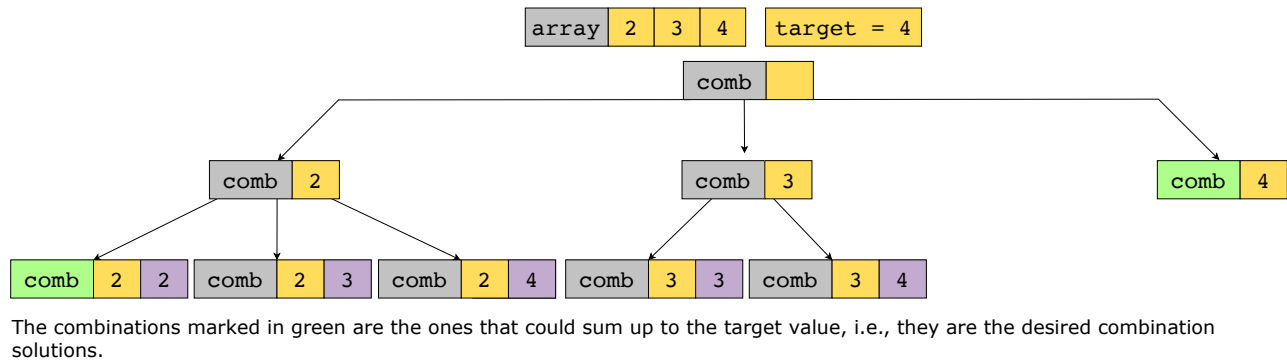 array 2 3 4 target = 4
comb
comb 2 comb 3 comb 4
comb 2 2 comb 2 3 comb 2 4 comb 3 3 comb 3 4
The combinations marked in green are the ones that could sum up to the target value, i.e., they are the desired combination
solutions.